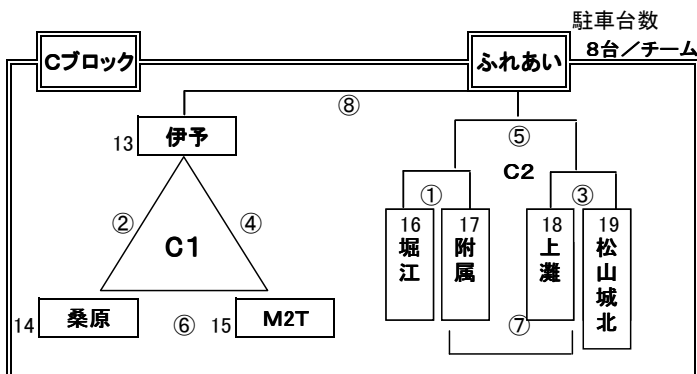 駐車台数
Cブロック
ふれあい
8台／チーム
⑧
13 伊予
⑤
C2
① ③
② ④
C1
16 堀江
17 附属
18 上灘
19 松山城北
14 桑原
⑥
15 M2T
⑦